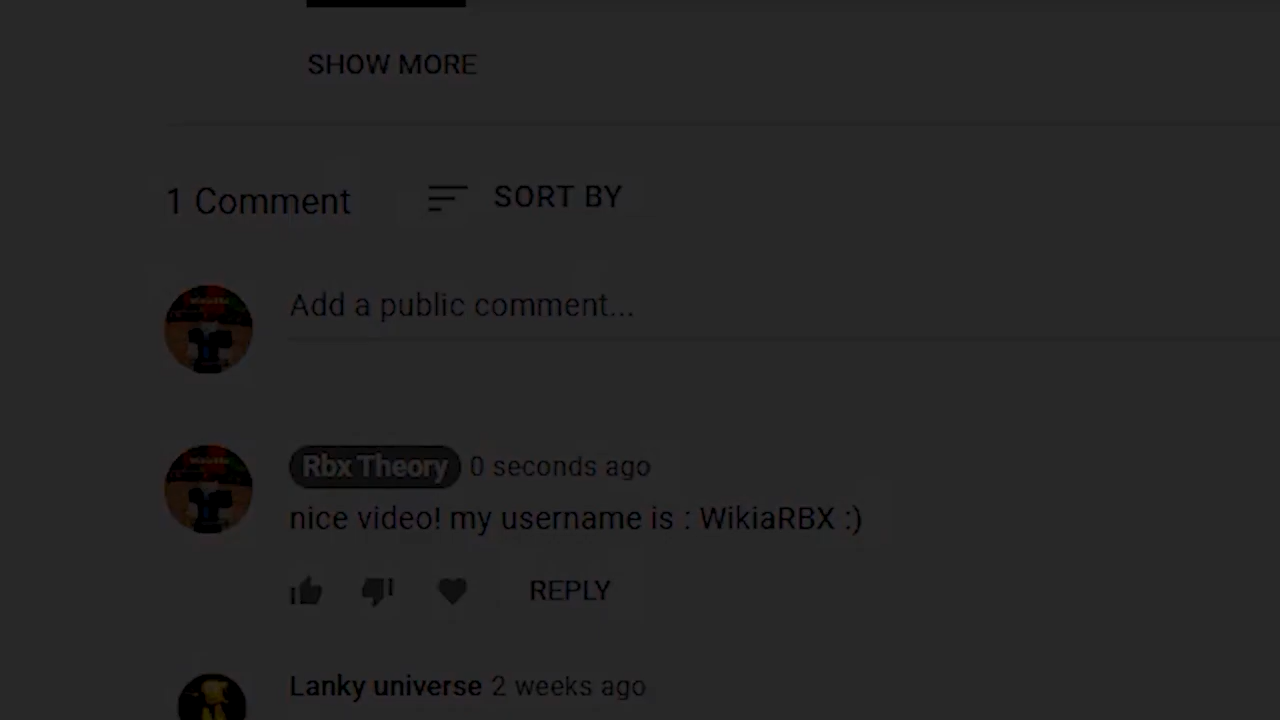 SHOW MORE
1 Comment SORT BY
Add a public comment...
Rbx Theory 0 seconds ago
nice video! my username is : WikiaRBX :)
REPLY
Lanky universe 2 weeks ago